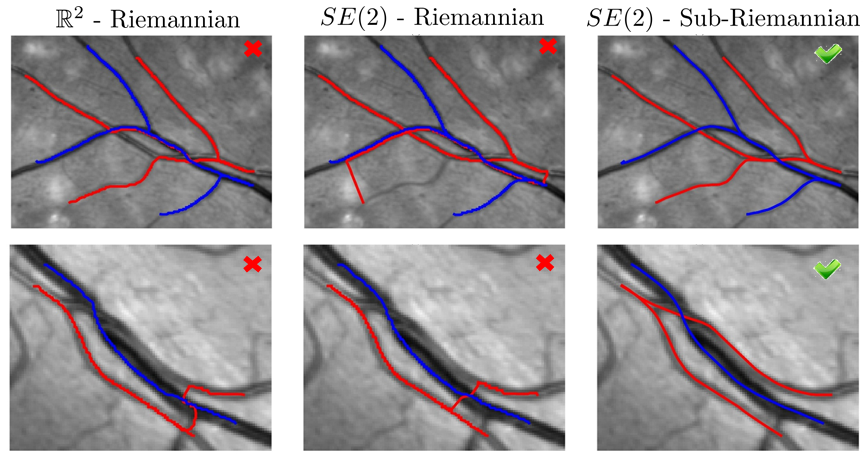 ℝ² - Riemannian
SE(2) - Riemannian
SE(2) - Sub-Riemannian